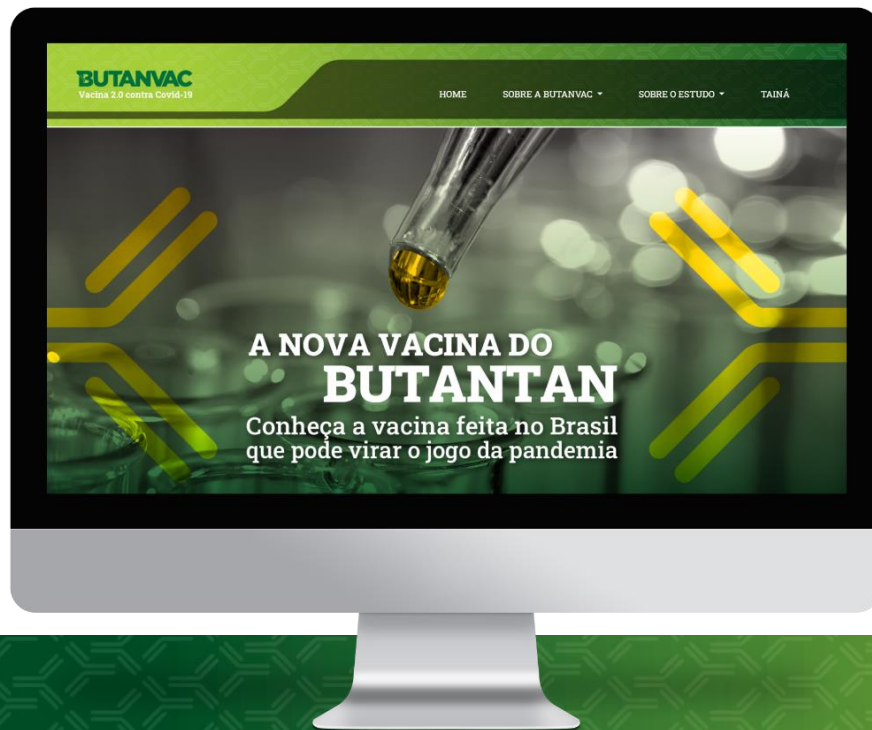 BUTANVAC
Vacina 2.0 contra Covid-19
HOME SOBRE A BUTANVAC SOBRE O ESTUDO TAINÁ
A NOVA VACINA DO
BUTANTAN
Conheça a vacina feita no Brasil
que pode virar o jogo da pandemia